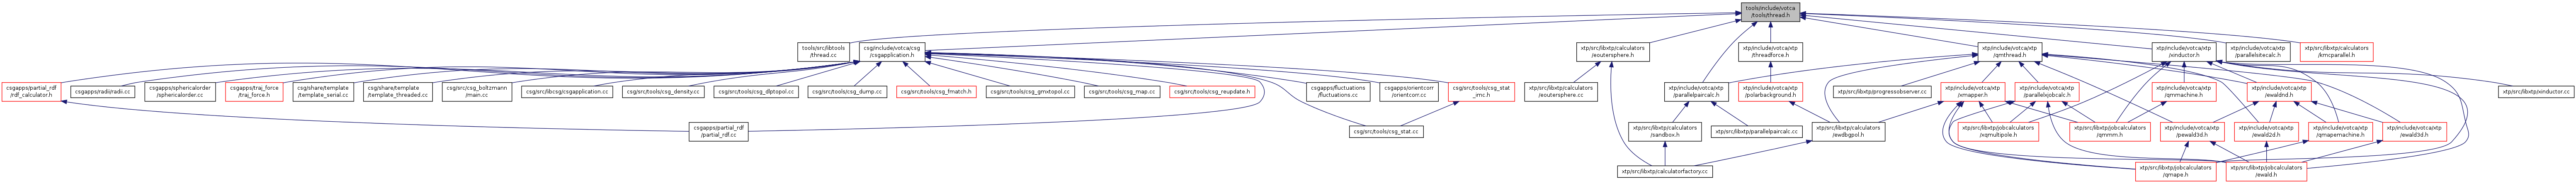 tools/include/votca
/tools/thread.h
tools/src/libtools
/thread.cc
csg/include/votca/csg
/csgapplication.h
xtp/src/libxtp/calculators
/eoutersphere.h
xtp/include/votca/xtp
/threadforce.h
xtp/include/votca/xtp
/qmthread.h
xtp/include/votca/xtp
/xinductor.h
xtp/include/votca/xtp
/parallelsitecalc.h
xtp/src/libxtp/calculators
/kmcparallel.h
csgapps/partial_rdf
/rdf_calculator.h
csgapps/radii/radii.cc
csgapps/sphericalorder
/sphericalorder.cc
csgapps/traj_force
/traj_force.h
csg/share/template
/template_serial.cc
csg/share/template
/template_threaded.cc
csg/src/csg_boltzmann
/main.cc
csg/src/libcsg/csgapplication.cc
csg/src/tools/csg_density.cc
csg/src/tools/csg_dlptopol.cc
csg/src/tools/csg_dump.cc
csg/src/tools/csg_fmatch.h
csg/src/tools/csg_gmxtopol.cc
csg/src/tools/csg_map.cc
csg/src/tools/csg_reupdate.h
csgapps/fluctuations
/fluctuations.cc
csgapps/orientcorr
/orientcorr.cc
csg/src/tools/csg_stat
_imc.h
xtp/src/libxtp/calculators
/eoutersphere.cc
xtp/include/votca/xtp
/parallelpaircalc.h
xtp/include/votca/xtp
/polarbackground.h
xtp/src/libxtp/progressobserver.cc
xtp/include/votca/xtp
/xmapper.h
xtp/include/votca/xtp
/parallelxjobcalc.h
xtp/include/votca/xtp
/qmmachine.h
xtp/include/votca/xtp
/ewaldnd.h
xtp/src/libxtp/xinductor.cc
csgapps/partial_rdf
/partial_rdf.cc
csg/src/tools/csg_stat.cc
xtp/src/libxtp/calculators
/sandbox.h
xtp/src/libxtp/parallelpaircalc.cc
xtp/src/libxtp/calculators
/ewdbgpol.h
xtp/src/libxtp/jobcalculators
/xqmultipole.h
xtp/src/libxtp/jobcalculators
/qmmm.h
xtp/include/votca/xtp
/pewald3d.h
xtp/include/votca/xtp
/ewald2d.h
xtp/include/votca/xtp
/qmapemachine.h
xtp/include/votca/xtp
/ewald3d.h
xtp/src/libxtp/calculatorfactory.cc
xtp/src/libxtp/jobcalculators
/qmape.h
xtp/src/libxtp/jobcalculators
/ewald.h